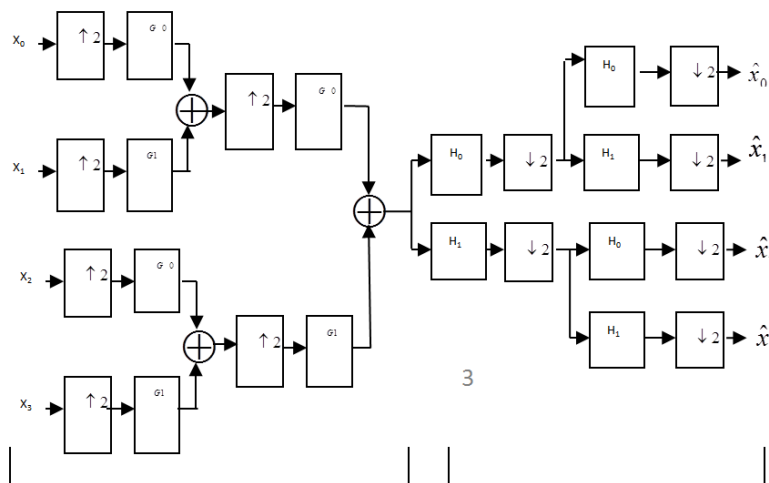 X₀ ↑ 2 G 0
↑ 2 G 0
X₁ ↑ 2 G1
H₀ ↓ 2 x̂₀
H₀ ↓ 2 H₁ ↓ 2 x̂₁
H₁ ↓ 2 H₀ ↓ 2 x̂
X₂ ↑ 2 G 0
↑ 2 G1
H₁ ↓ 2 x̂
3
X₃ ↑ 2 G1